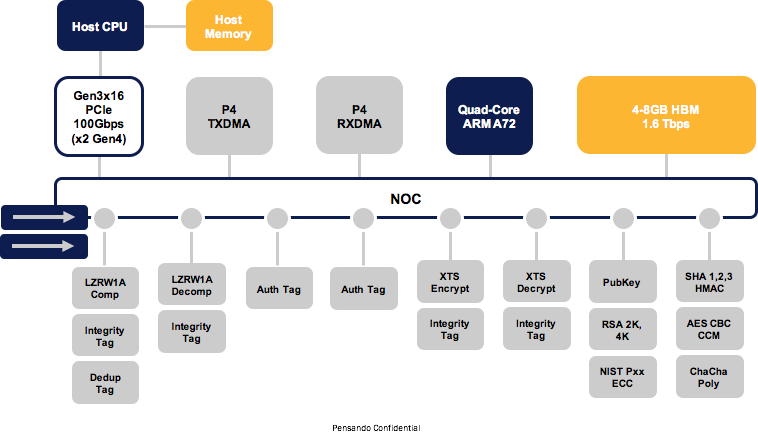 Host CPU
Host
Memory
Gen3x16
PCIe
100Gbps
(x2 Gen4)
P4
TXDMA
P4
RXDMA
Quad-Core
ARM A72
4-8GB HBM
1.6 Tbps
NOC
LZRW1A
Comp
Integrity
Tag
Dedup
Tag
LZRW1A
Decomp
Integrity
Tag
Auth Tag
Auth Tag
XTS
Encrypt
Integrity
Tag
XTS
Decrypt
Integrity
Tag
PubKey
RSA 2K,
4K
NIST Pxx
ECC
SHA 1,2,3
HMAC
AES CBC
CCM
ChaCha
Poly
Pensando Confidential